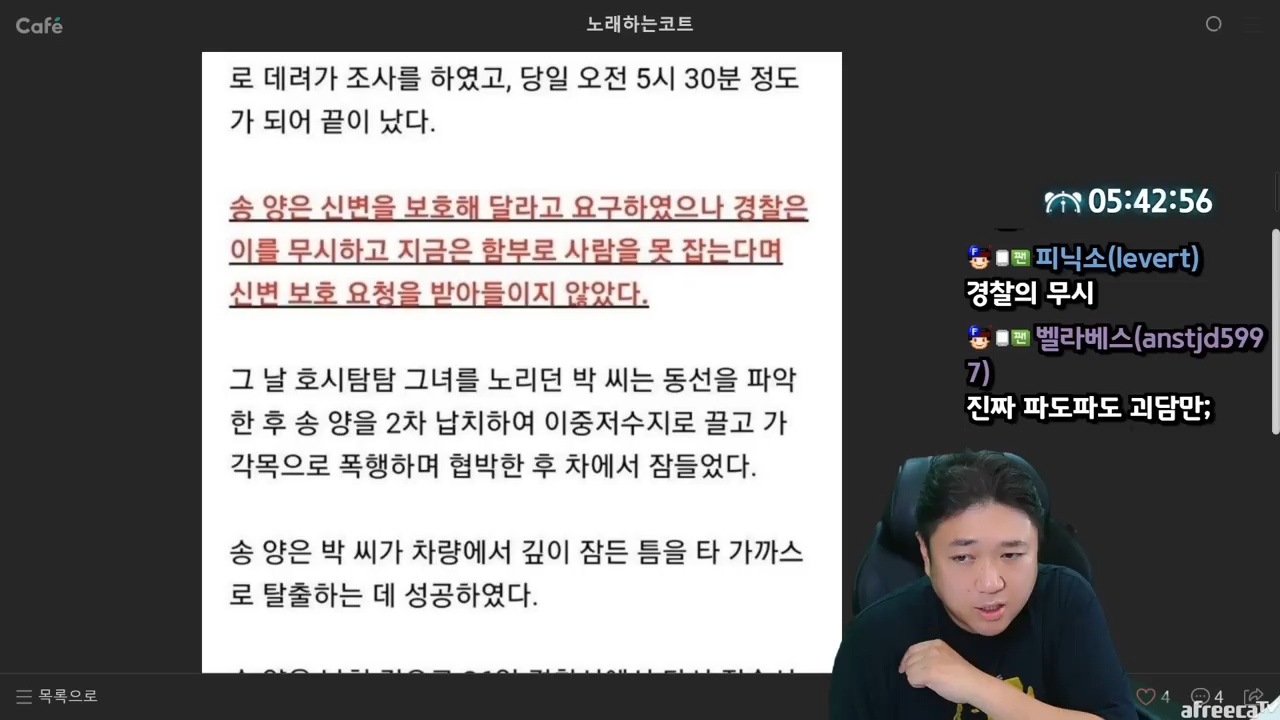 Café
노래하는코트
로 데려가 조사를 하였고, 당일 오전 5시 30분 정도
가 되어 끝이 났다.
송 양은 신변을 보호해 달라고 요구하였으나 경찰은
이를 무시하고 지금은 함부로 사람을 못 잡는다며
신변 보호 요청을 받아들이지 않았다.
그 날 호시탐탐 그녀를 노리던 박 씨는 동선을 파악
한 후 송 양을 2차 납치하여 이중저수지로 끌고 가
각목으로 폭행하며 협박한 후 차에서 잠들었다.
송 양은 박 씨가 차량에서 깊이 잠든 틈을 타 가까스
로 탈출하는 데 성공하였다.
05:42:56
F 팬 피닉소(levert)
경찰의 무시
F 팬 벨라베스(anstjd599
7)
진짜 파도파도 괴담만;
목록으로
4
4
afreecaTV